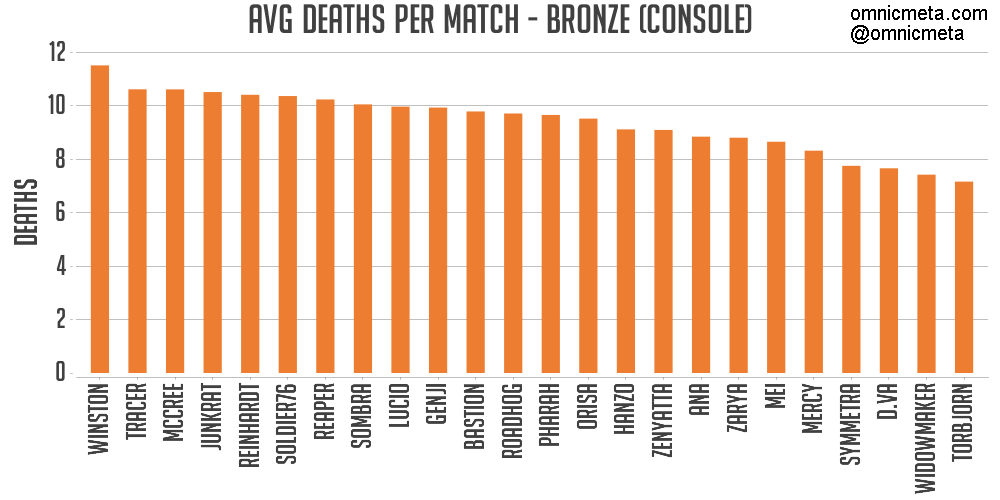 AVG DEATHS PER MATCH - BRONZE (CONSOLE)
omnicmeta.com
@omnicmeta
DEATHS
12
10
8
6
4
2
0
WINSTON
TRACER
MCCREE
JUNKRAT
REINHARDT
SOLDIER76
REAPER
SOMBRA
LUCIO
GENJI
BASTION
ROADHOG
PHARAH
ORISA
HANZO
ZENYATTA
ANA
ZARYA
MEI
MERCY
SYMMETRA
D.VA
WIDOWMAKER
TORBJORN